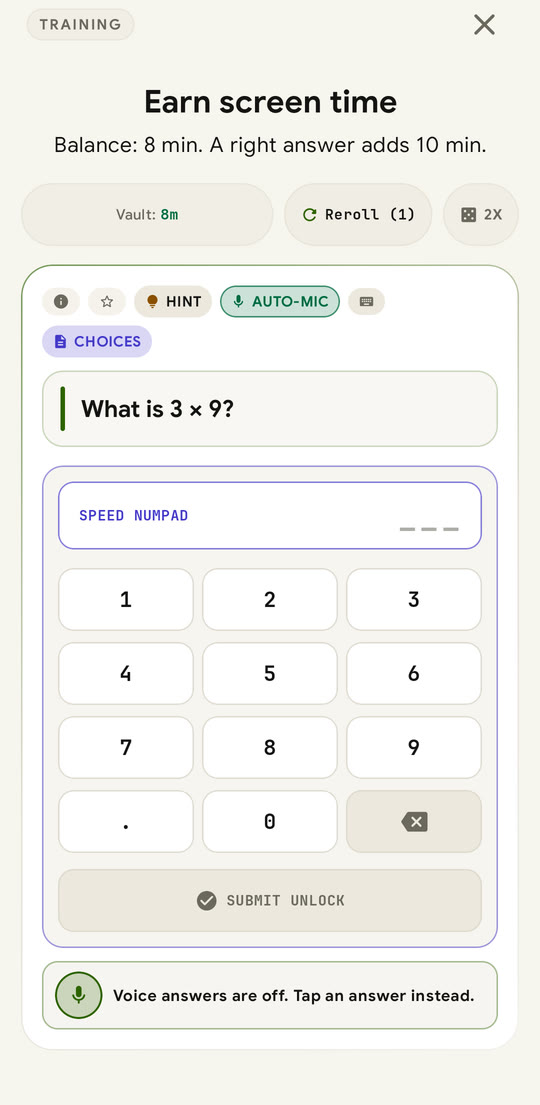 TRAINING
Earn screen time
Balance: 8 min. A right answer adds 10 min.
Vault: 8m
Reroll (1)
2X
HINT
AUTO-MIC
CHOICES
What is 3 × 9?
SPEED NUMPAD
_ _ _
1 2 3
4 5 6
7 8 9
. 0
SUBMIT UNLOCK
Voice answers are off. Tap an answer instead.